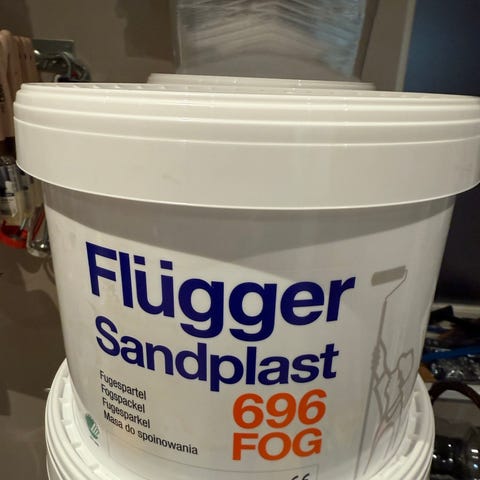 Flügger
Sandplast
696
FOG
Fugespartel
Fogspackel
Fugesparkel
Masa do spoinowania